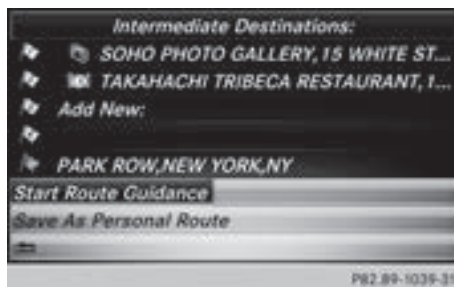 Intermediate Destinations:
SOHO PHOTO GALLERY, 15 WHITE ST...
TAKAHACHI TRIBECA RESTAURANT, 1...
Add New:
PARK ROW,NEW YORK,NY
Start Route Guidance
Save As Personal Route
P82.89-1039-31